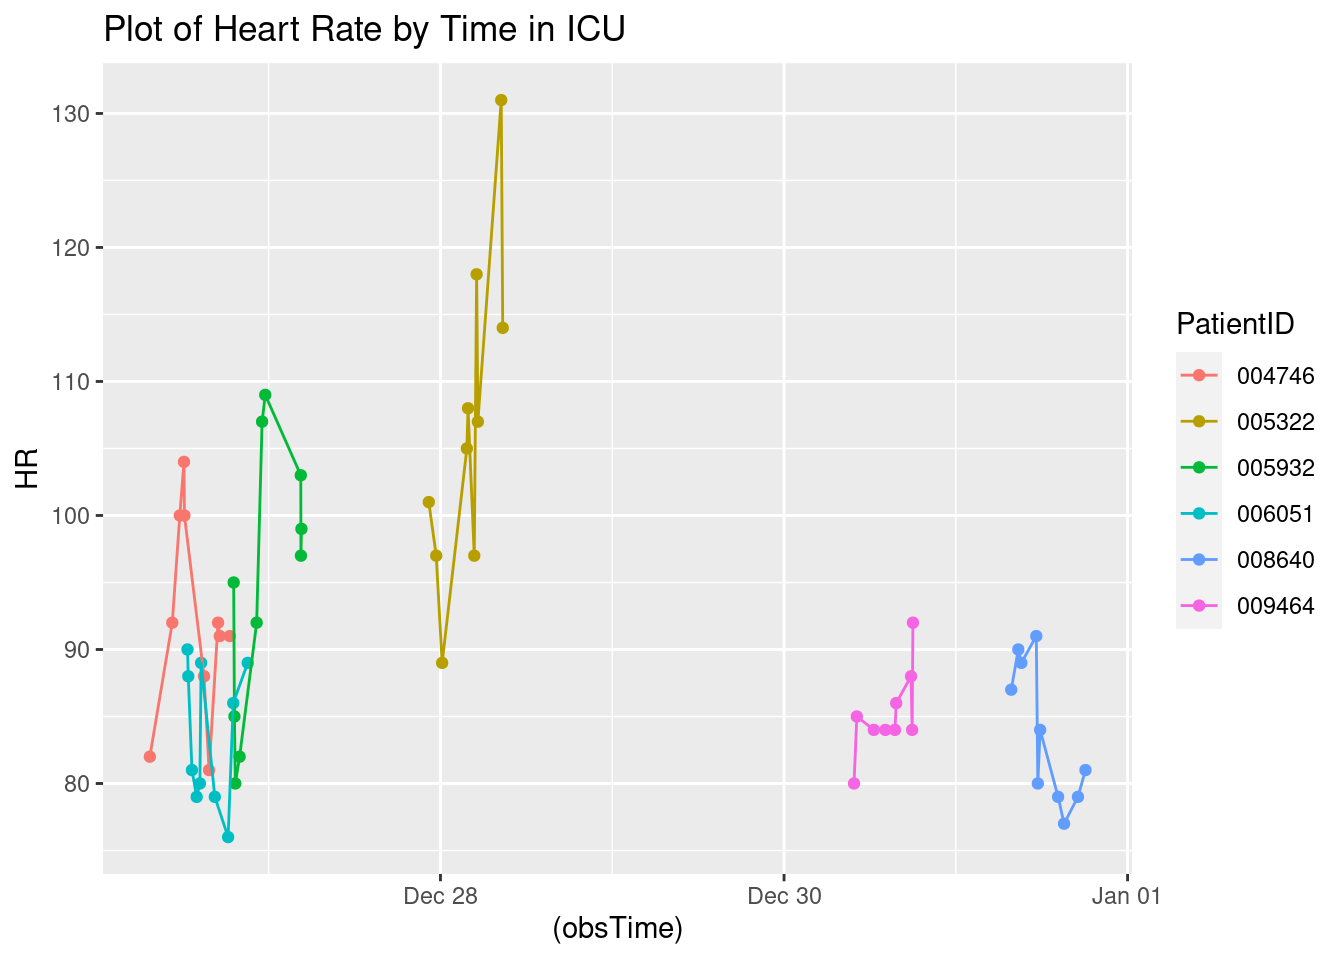 Plot of Heart Rate by Time in ICU
130
120
110
100
90
80
HR
Dec 28
Dec 30
Jan 01
(obsTime)
PatientID
004746
005322
005932
006051
008640
009464